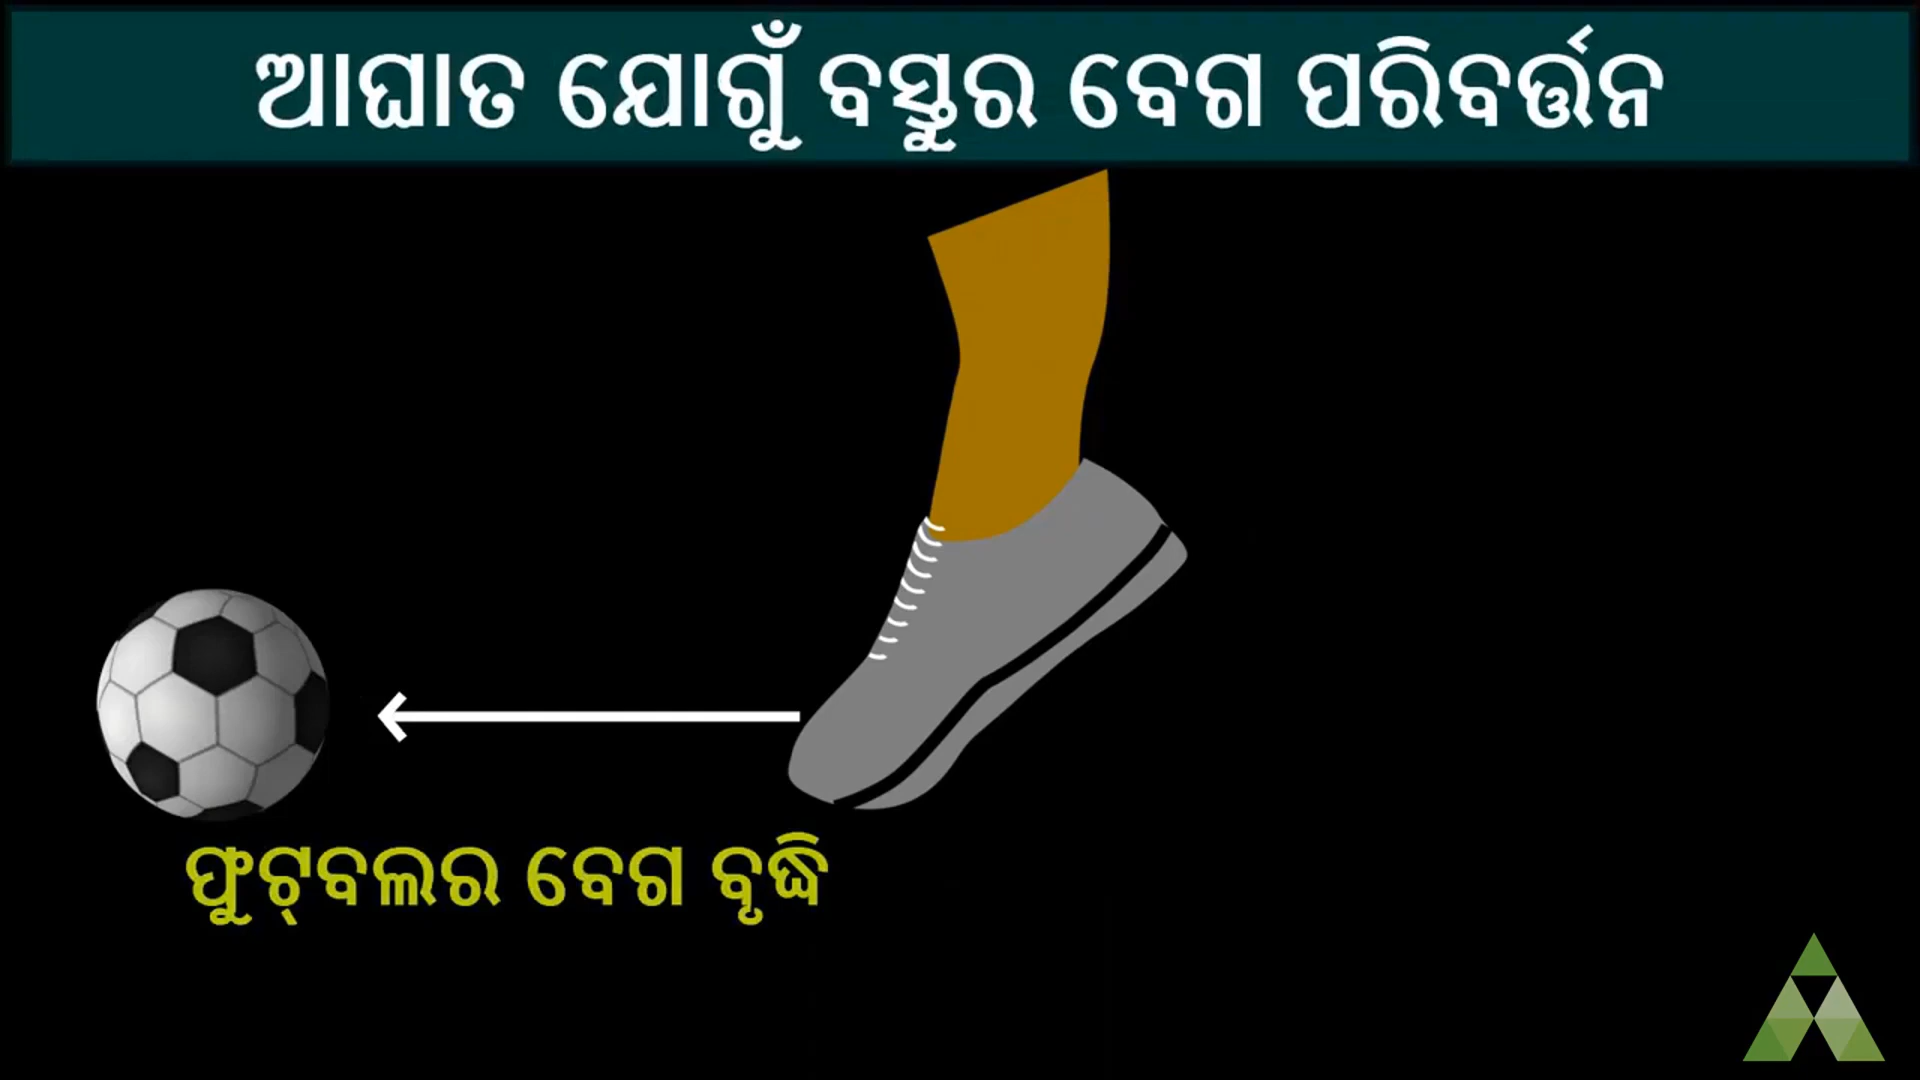 ଆଘାତ ଯୋଗୁଁ ବସ୍ତୁର ବେଗ ପରିବର୍ତ୍ତନ
ଫୁଟ୍‌ବଲର ବେଗ ବୃଦ୍ଧି